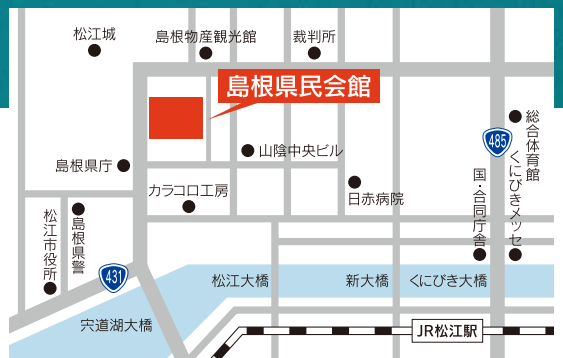 松江城
島根物産観光館
裁判所
島根県民会館
総合体育館
485
山陰中央ビル
くにびきメッセ
島根県庁
国・合同庁舎
カラコロ工房
日赤病院
松江市役所
島根県警
431
松江大橋
新大橋
くにびき大橋
宍道湖大橋
JR松江駅